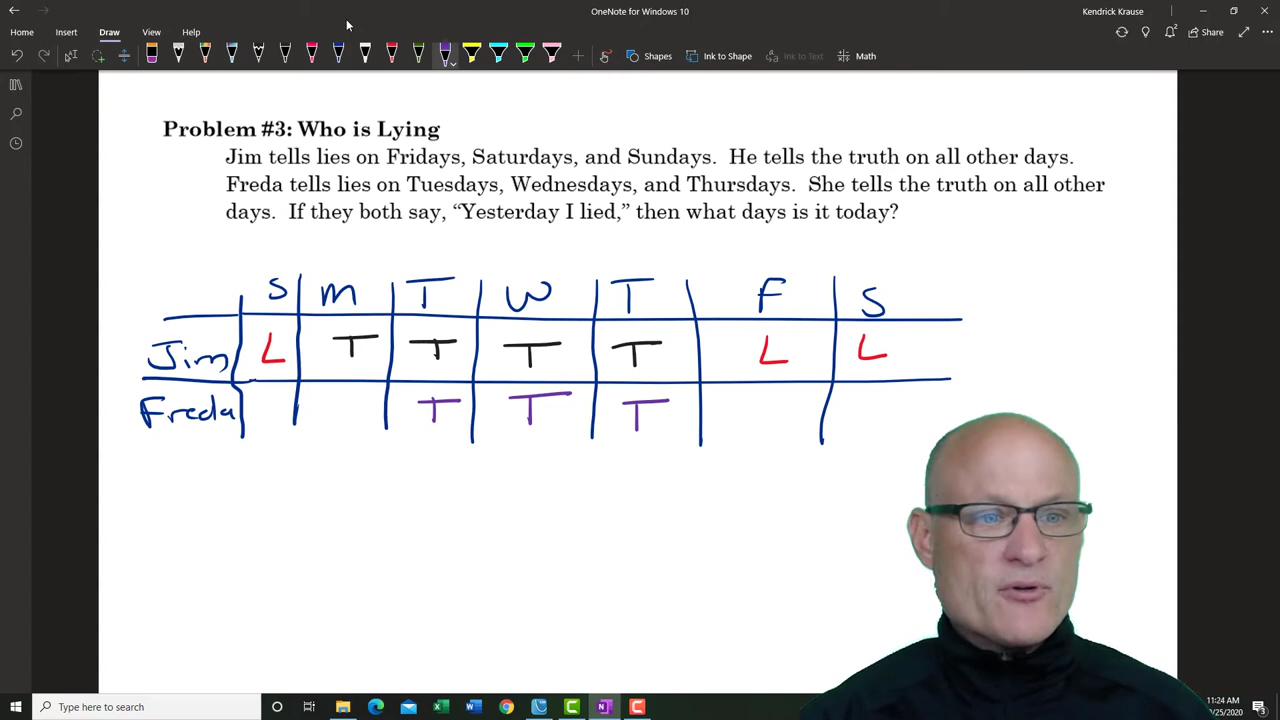 OneNote for Windows 10
Kendrick Krause
Home Insert Draw View Help
Share
Shapes Ink to Shape Ink to Text Math
Problem #3: Who is Lying
Jim tells lies on Fridays, Saturdays, and Sundays. He tells the truth on all other days.
Freda tells lies on Tuesdays, Wednesdays, and Thursdays. She tells the truth on all other
days. If they both say, “Yesterday I lied,” then what days is it today?
S M T W T F S
Jim L T T T T L L
Freda T T T
Type here to search
11:24 AM